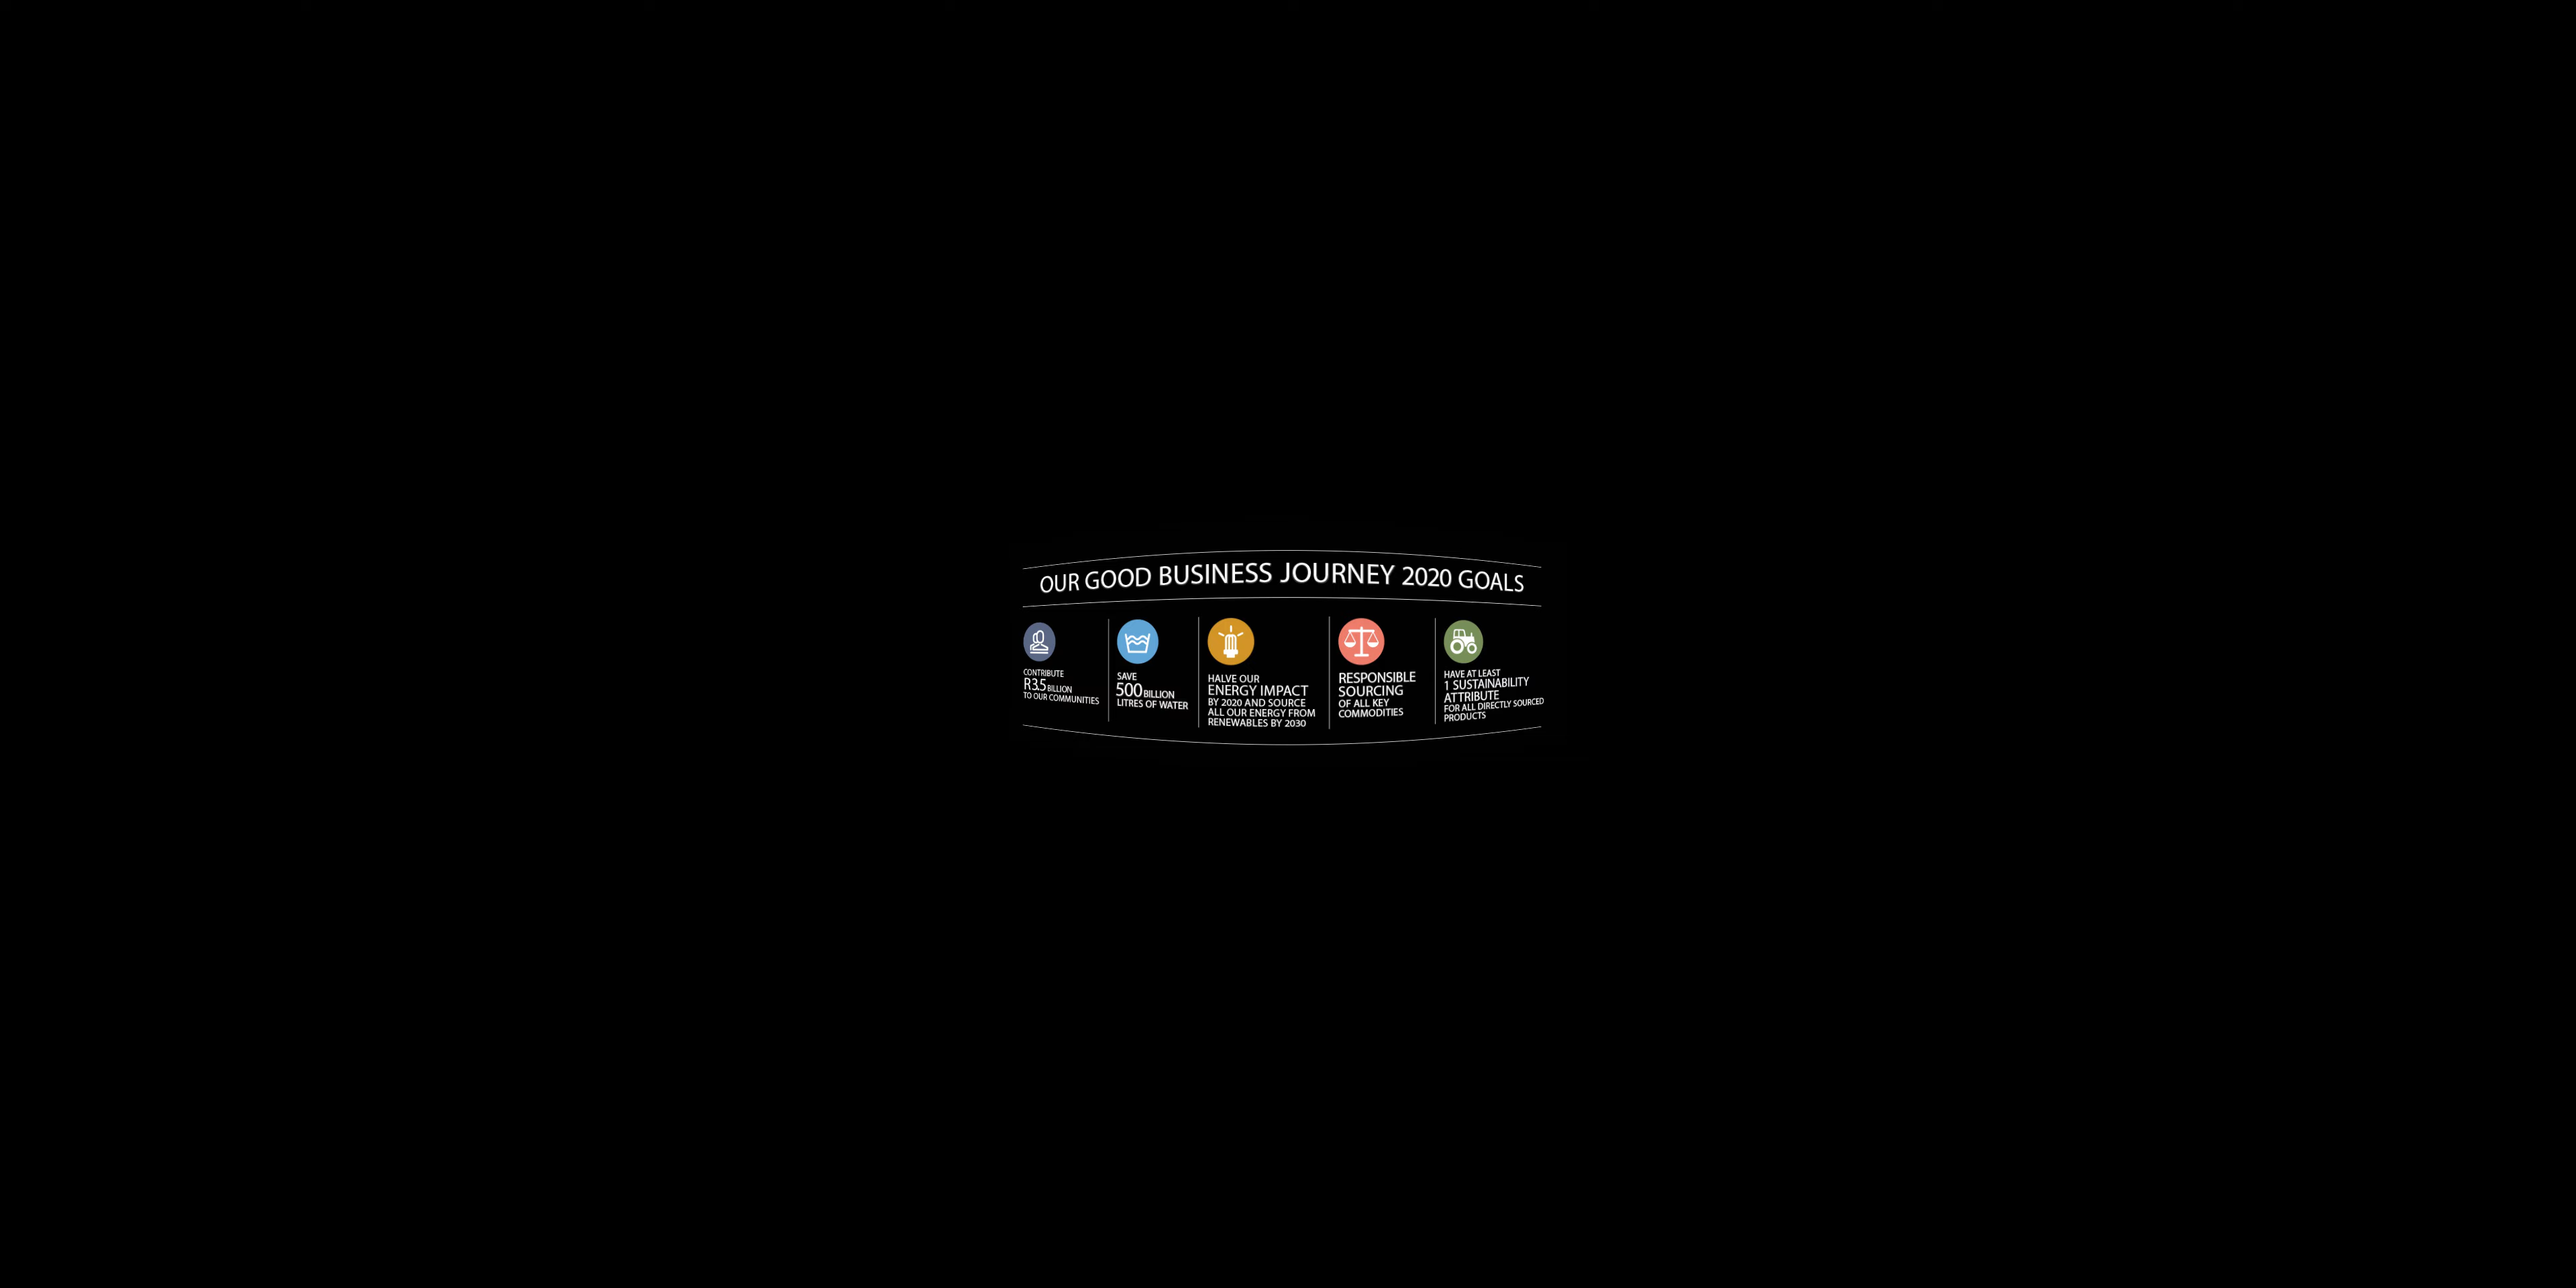 OUR GOOD BUSINESS JOURNEY 2020 GOALS
CONTRIBUTE
R3.5 BILLION
TO OUR COMMUNITIES
SAVE
500 BILLION
LITRES OF WATER
HALVE OUR
ENERGY IMPACT
BY 2020 AND SOURCE
ALL OUR ENERGY FROM
RENEWABLES BY 2030
RESPONSIBLE
SOURCING
OF ALL KEY
COMMODITIES
HAVE AT LEAST
1 SUSTAINABILITY
ATTRIBUTE
FOR ALL DIRECTLY SOURCED
PRODUCTS